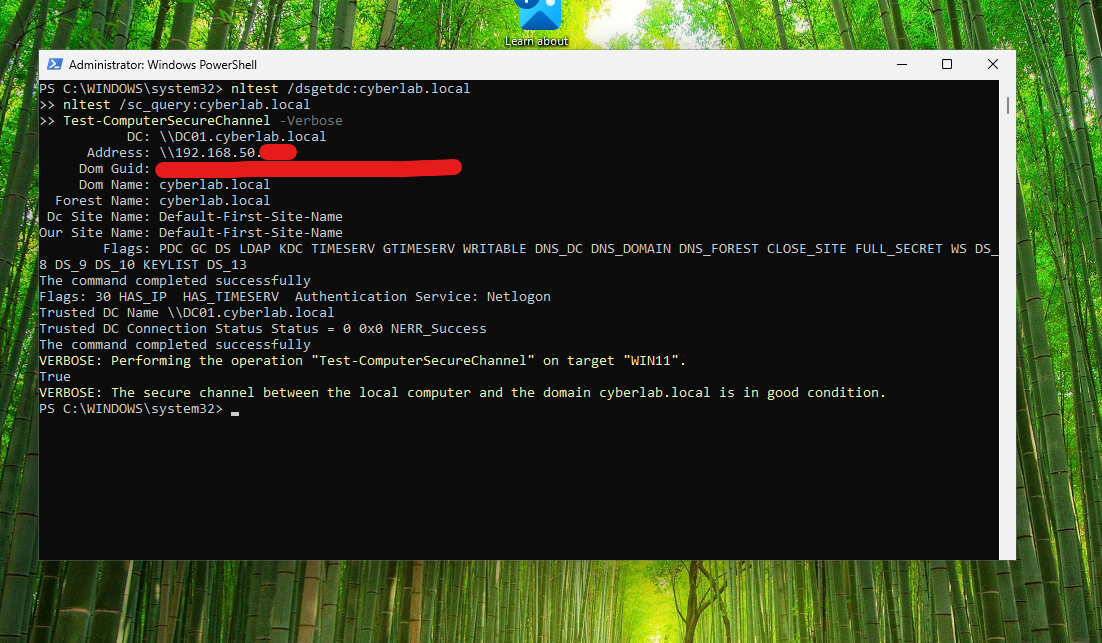 Learn about
Administrator: Windows PowerShell
PS C:\WINDOWS\system32> nltest /dsgetdc:cyberlab.local
>> nltest /sc_query:cyberlab.local
>> Test-ComputerSecureChannel -Verbose
DC: \\DC01.cyberlab.local
Address: \\192.168.50.
Dom Guid:
Dom Name: cyberlab.local
Forest Name: cyberlab.local
Dc Site Name: Default-First-Site-Name
Our Site Name: Default-First-Site-Name
Flags: PDC GC DS LDAP KDC TIMESERV GTIMESERV WRITABLE DNS_DC DNS_DOMAIN DNS_FOREST CLOSE_SITE FULL_SECRET WS DS_
8 DS_9 DS_10 KEYLIST DS_13
The command completed successfully
Flags: 30 HAS_IP  HAS_TIMESERV  Authentication Service: Netlogon
Trusted DC Name \\DC01.cyberlab.local
Trusted DC Connection Status Status = 0 0x0 NERR_Success
The command completed successfully
VERBOSE: Performing the operation "Test-ComputerSecureChannel" on target "WIN11".
True
VERBOSE: The secure channel between the local computer and the domain cyberlab.local is in good condition.
PS C:\WINDOWS\system32>